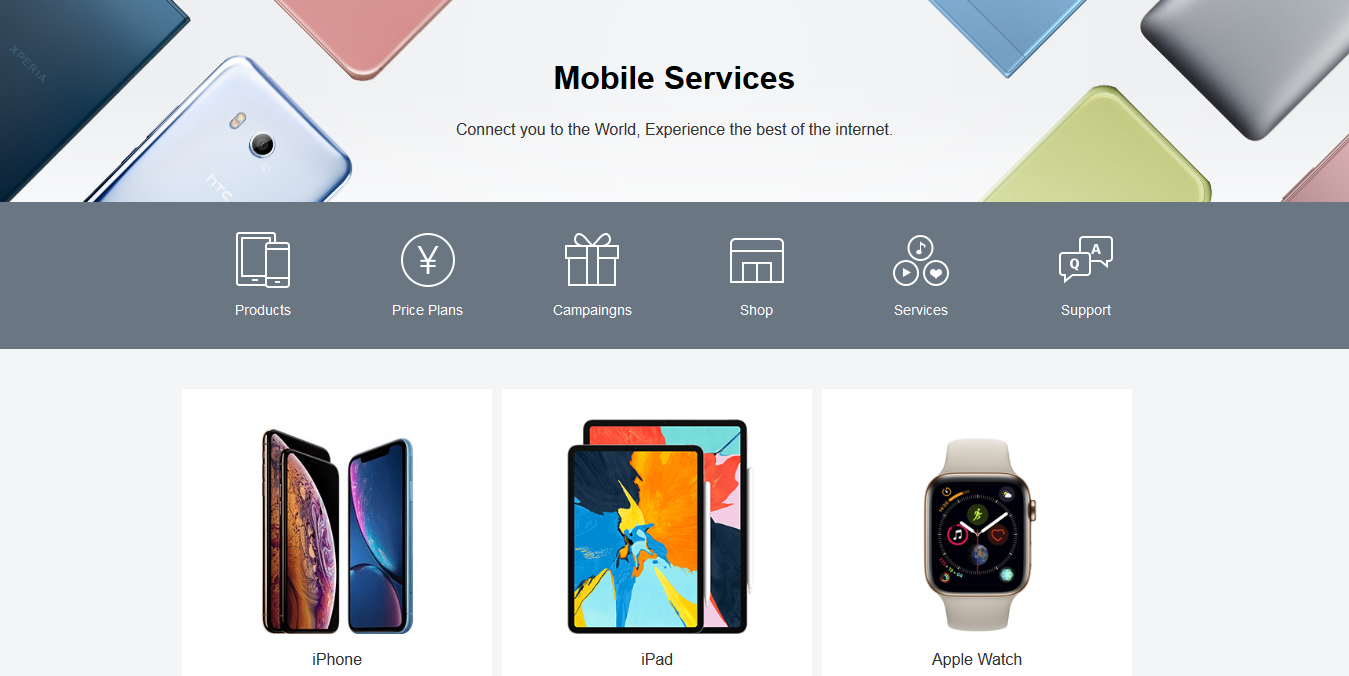 XPERIA
hTC
Mobile Services
Connect you to the World, Experience the best of the internet.
¥
A
Q
Products
Price Plans
Campaingns
Shop
Services
Support
iPhone
iPad
Apple Watch